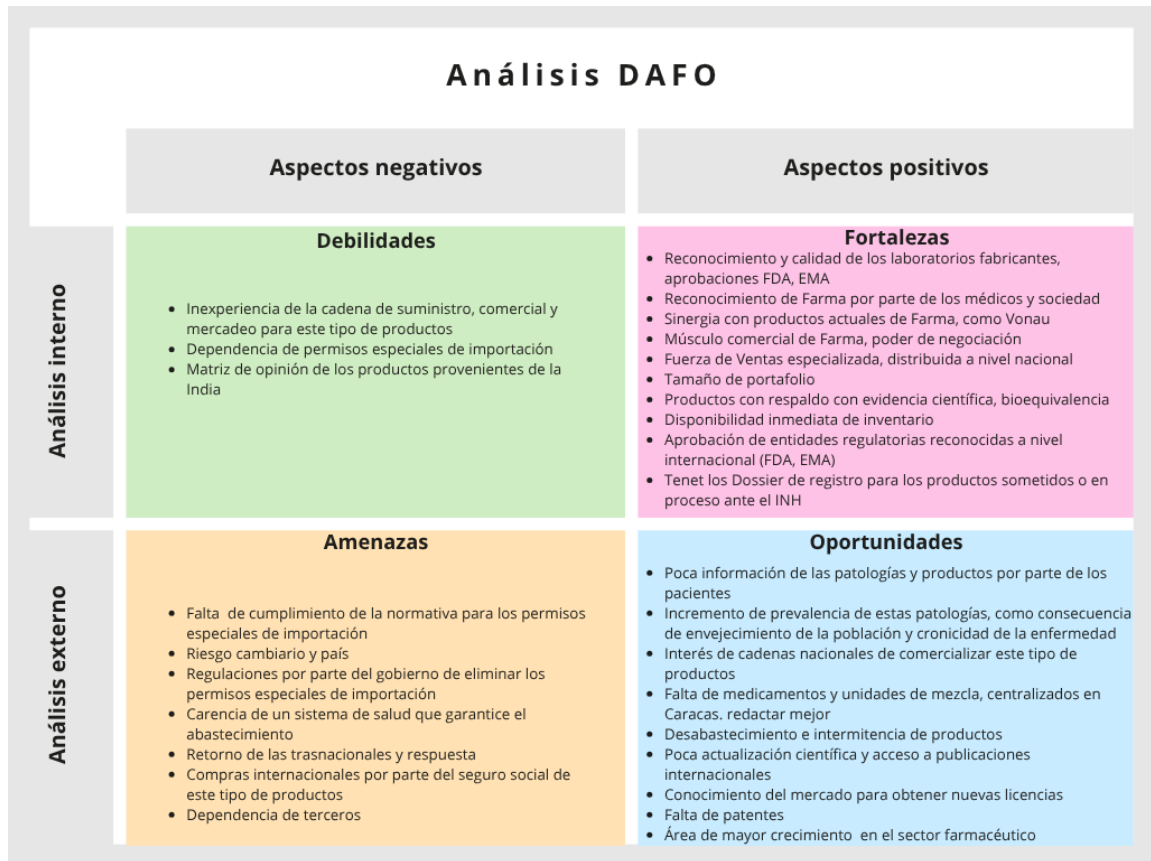 Análisis DAFO
Aspectos negativos
Aspectos positivos
Análisis interno
Debilidades
• Inexperiencia de la cadena de suministro, comercial y
mercadeo para este tipo de productos
• Dependencia de permisos especiales de importación
• Matriz de opinión de los productos provenientes de la
India
Fortalezas
• Reconocimiento y calidad de los laboratorios fabricantes,
aprobaciones FDA, EMA
• Reconocimiento de Farma por parte de los médicos y sociedad
• Sinergia con productos actuales de Farma, como Vonau
• Músculo comercial de Farma, poder de negociación
• Fuerza de Ventas especializada, distribuida a nivel nacional
• Tamaño de portafolio
• Productos con respaldo con evidencia científica, bioequivalencia
• Disponibilidad inmediata de inventario
• Aprobación de entidades regulatorias reconocidas a nivel
internacional (FDA, EMA)
• Tenet los Dossier de registro para los productos sometidos o en
proceso ante el INH
Análisis externo
Amenazas
• Falta de cumplimiento de la normativa para los permisos
especiales de importación
• Riesgo cambiario y país
• Regulaciones por parte del gobierno de eliminar los
permisos especiales de importación
• Carencia de un sistema de salud que garantice el
abastecimiento
• Retorno de las trasnacionales y respuesta
• Compras internacionales por parte del seguro social de
este tipo de productos
• Dependencia de terceros
Oportunidades
• Poca información de las patologías y productos por parte de los
pacientes
• Incremento de prevalencia de estas patologías, como consecuencia
de envejecimiento de la población y cronicidad de la enfermedad
• Interés de cadenas nacionales de comercializar este tipo de
productos
• Falta de medicamentos y unidades de mezcla, centralizados en
Caracas. redactar mejor
• Desabastecimiento e intermitencia de productos
• Poca actualización científica y acceso a publicaciones
internacionales
• Conocimiento del mercado para obtener nuevas licencias
• Falta de patentes
• Área de mayor crecimiento en el sector farmacéutico